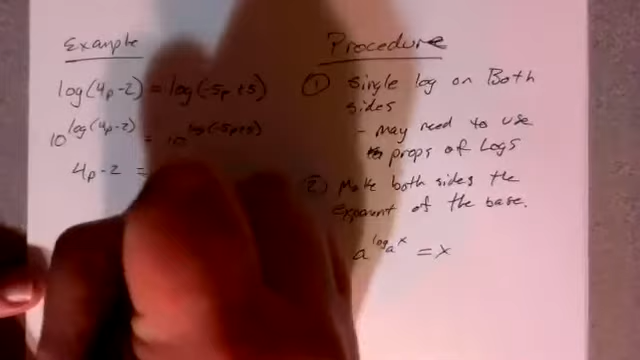 Example
log(4p-2) = log(-5p+5)
10^log(4p-2) = 10^log(-5p+5)
4p-2 =
Procedure
① Single log on Both
sides
- may need to use
props of Logs
② Make both sides the
exponent of the base.
a^log_a x = x